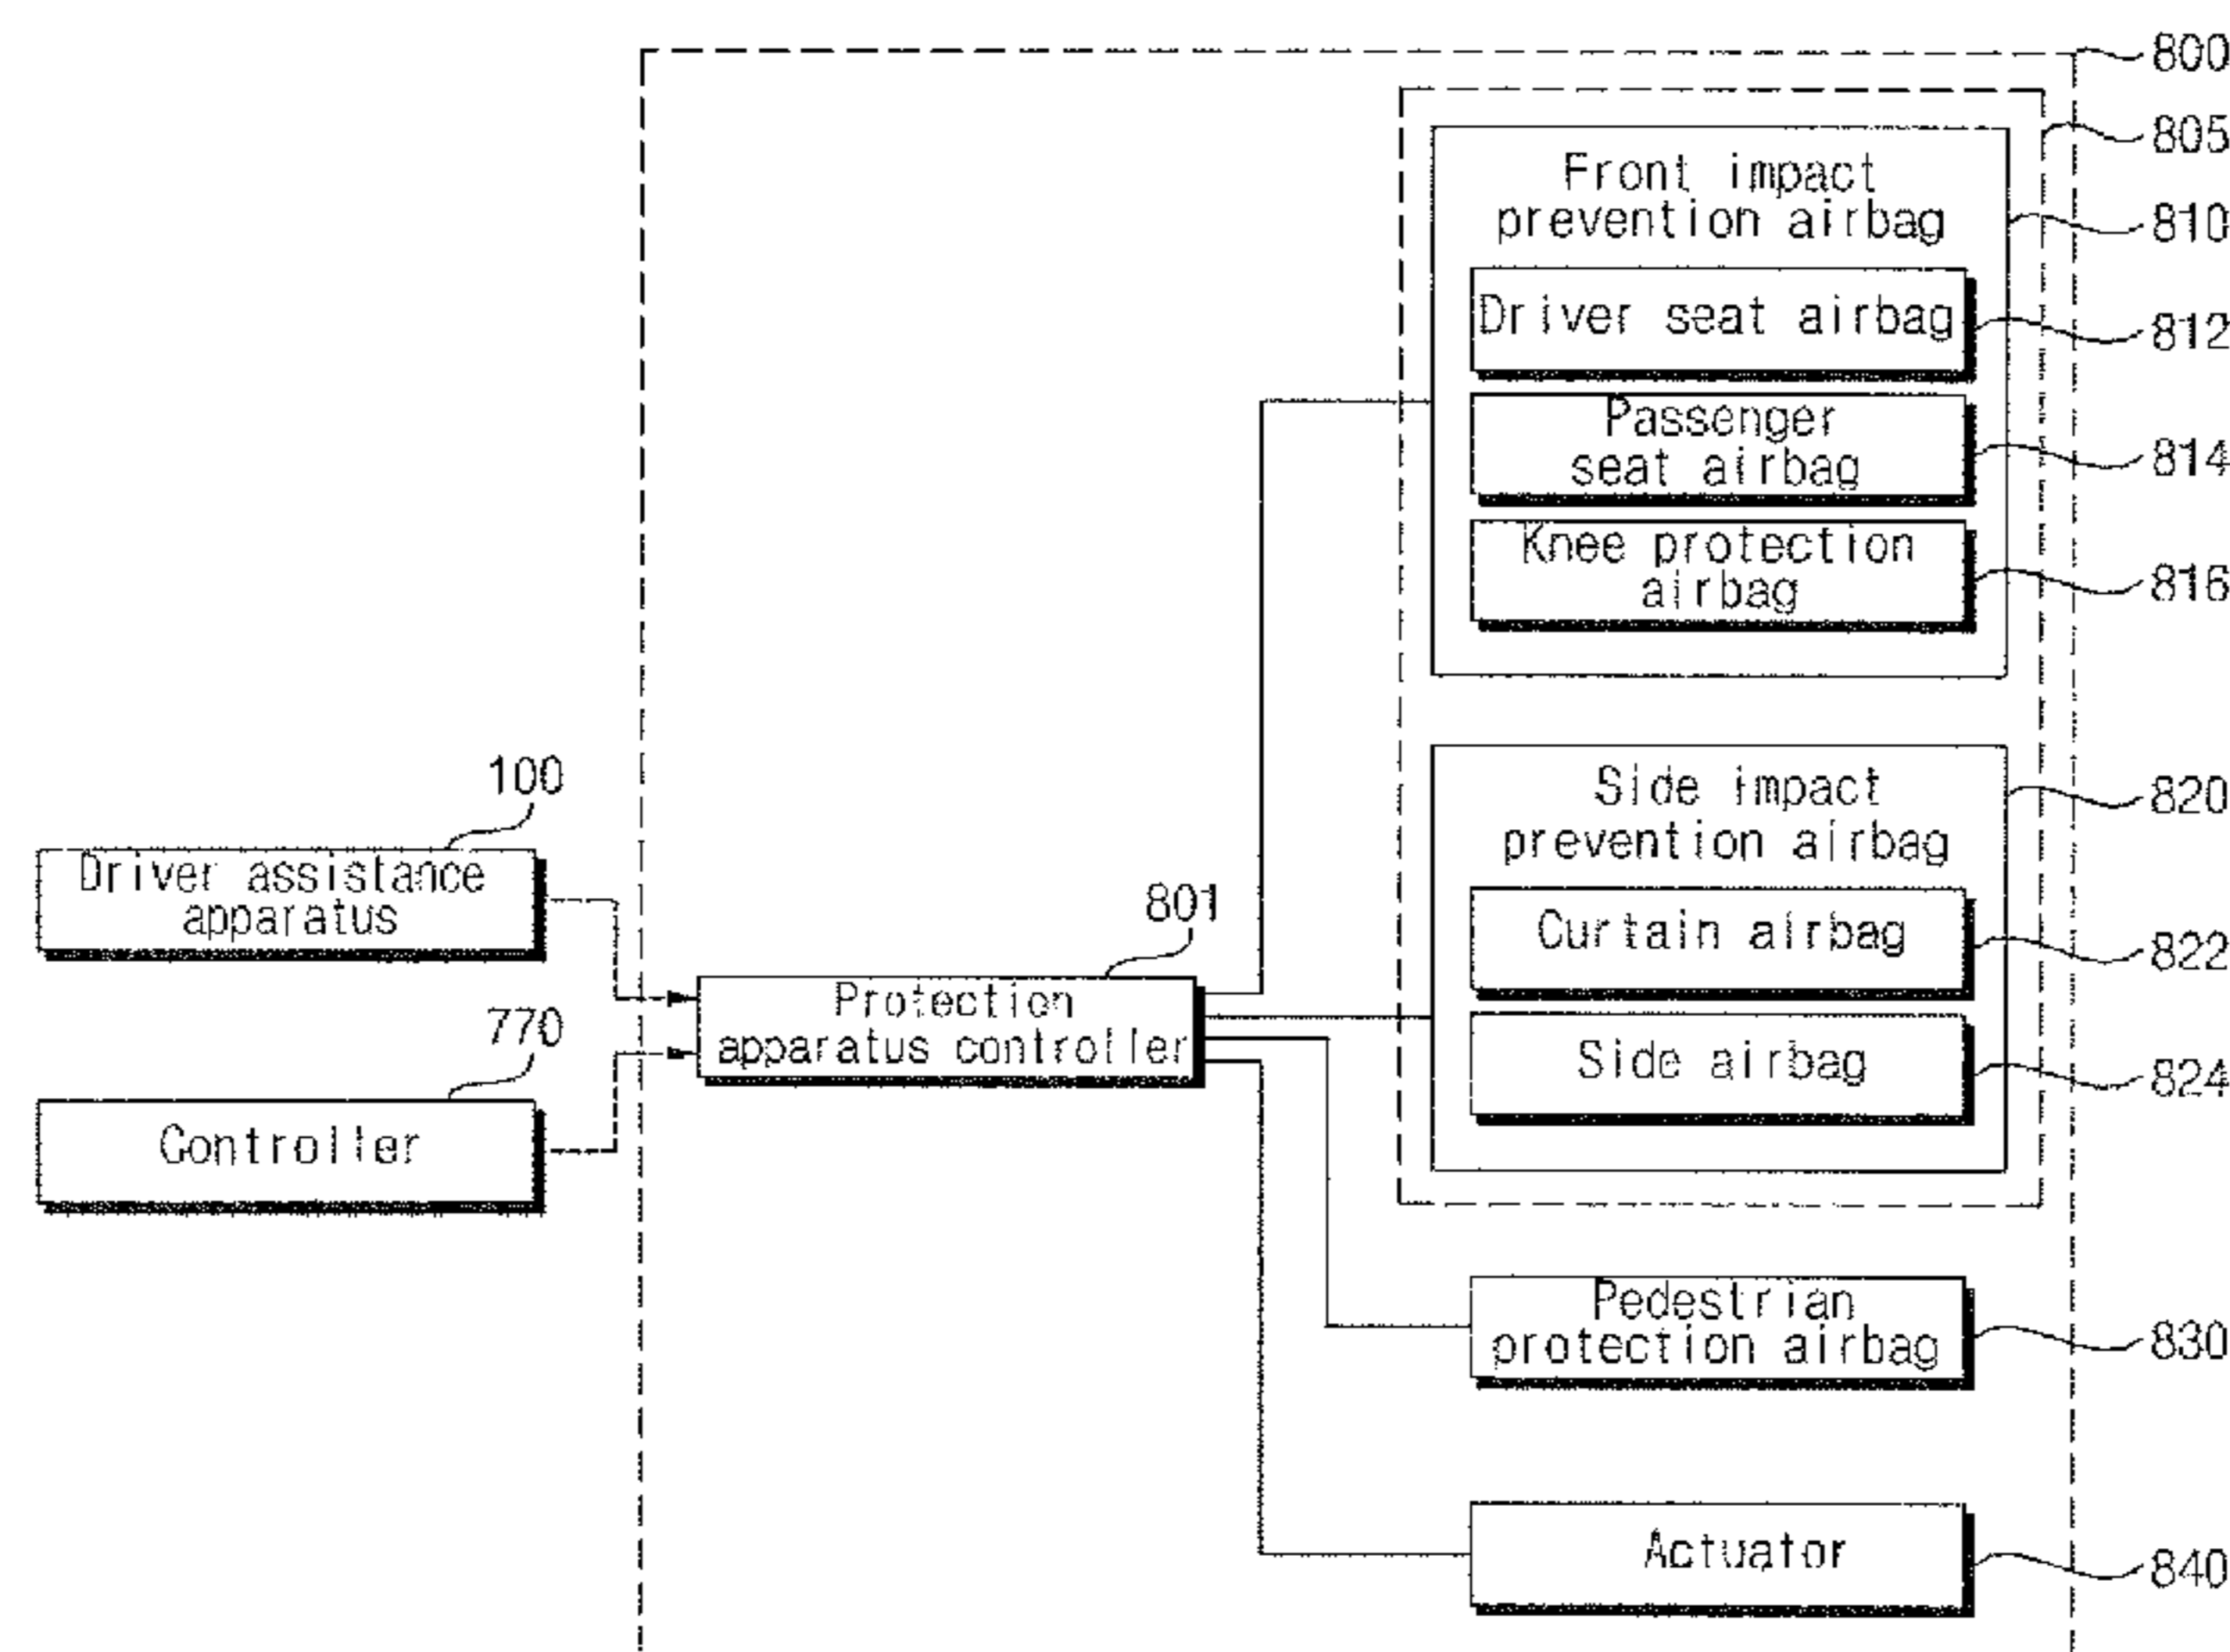 800
805
Front impact
prevention airbag
810
Driver seat airbag
812
Passenger
seat airbag
814
Knee protection
airbag
816
100
Driver assistance
apparatus
770
Controller
801
Protection
apparatus controller
Side impact
prevention airbag
820
Curtain airbag
822
Side airbag
824
Pedestrian
protection airbag
830
Actuator
840